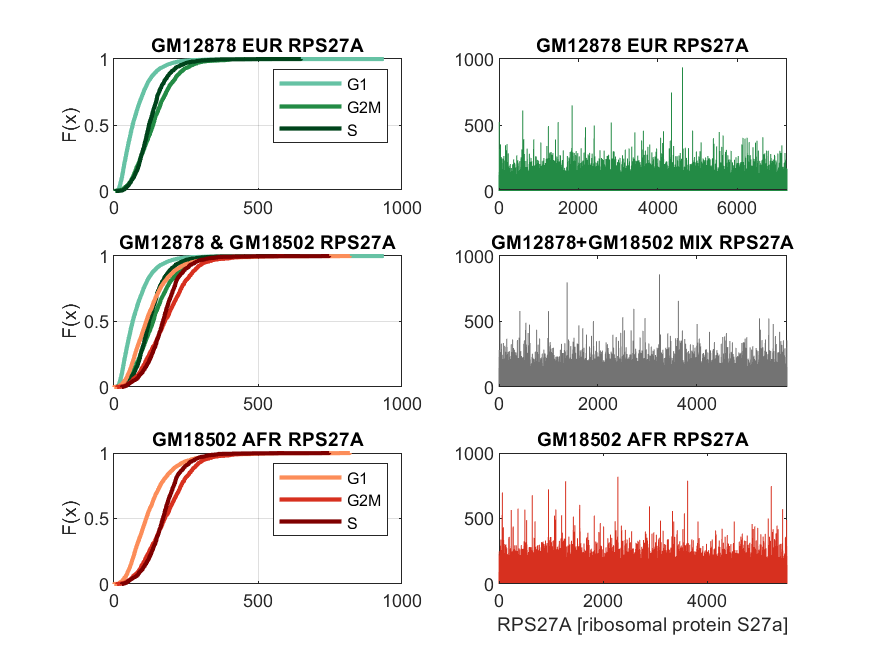 GM12878 EUR RPS27A
F(x)
1
0.5
0
0 500 1000
G1
G2M
S
GM12878 EUR RPS27A
1000
500
0
0 2000 4000 6000
GM12878 & GM18502 RPS27A
F(x)
1
0.5
0
0 500 1000
GM12878+GM18502 MIX RPS27A
1000
500
0
0 2000 4000
GM18502 AFR RPS27A
F(x)
1
0.5
0
0 500 1000
G1
G2M
S
GM18502 AFR RPS27A
1000
500
0
0 2000 4000
RPS27A [ribosomal protein S27a]